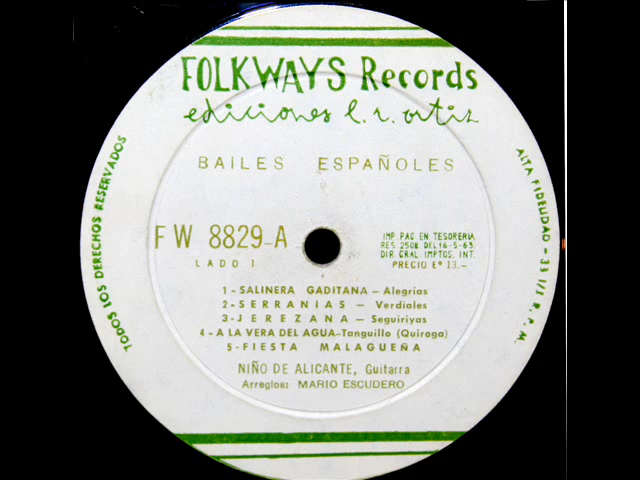 FOLKWAYS Records
ediciones l. r. ortiz
BAILES ESPAÑOLES
FW 8829-A
LADO 1
IMP PAG EN TESORERIA
RES. 2508 DEL 16-5-63.
DIR GRAL. IMPTOS. INT.
PRECIO Eº 13.-
1-SALINERA GADITANA-Alegrías
2-SERRANIAS-Verdiales
3-JEREZANA-Seguiriyas
4-A LA VERA DEL AGUA-Tanguillo (Quiroga)
5-FIESTA MALAGUEÑA
NIÑO DE ALICANTE, Guitarra
Arreglos: MARIO ESCUDERO
TODOS LOS DERECHOS RESERVADOS
ALTA FIDELIDAD-33 1/3 R. P. M.